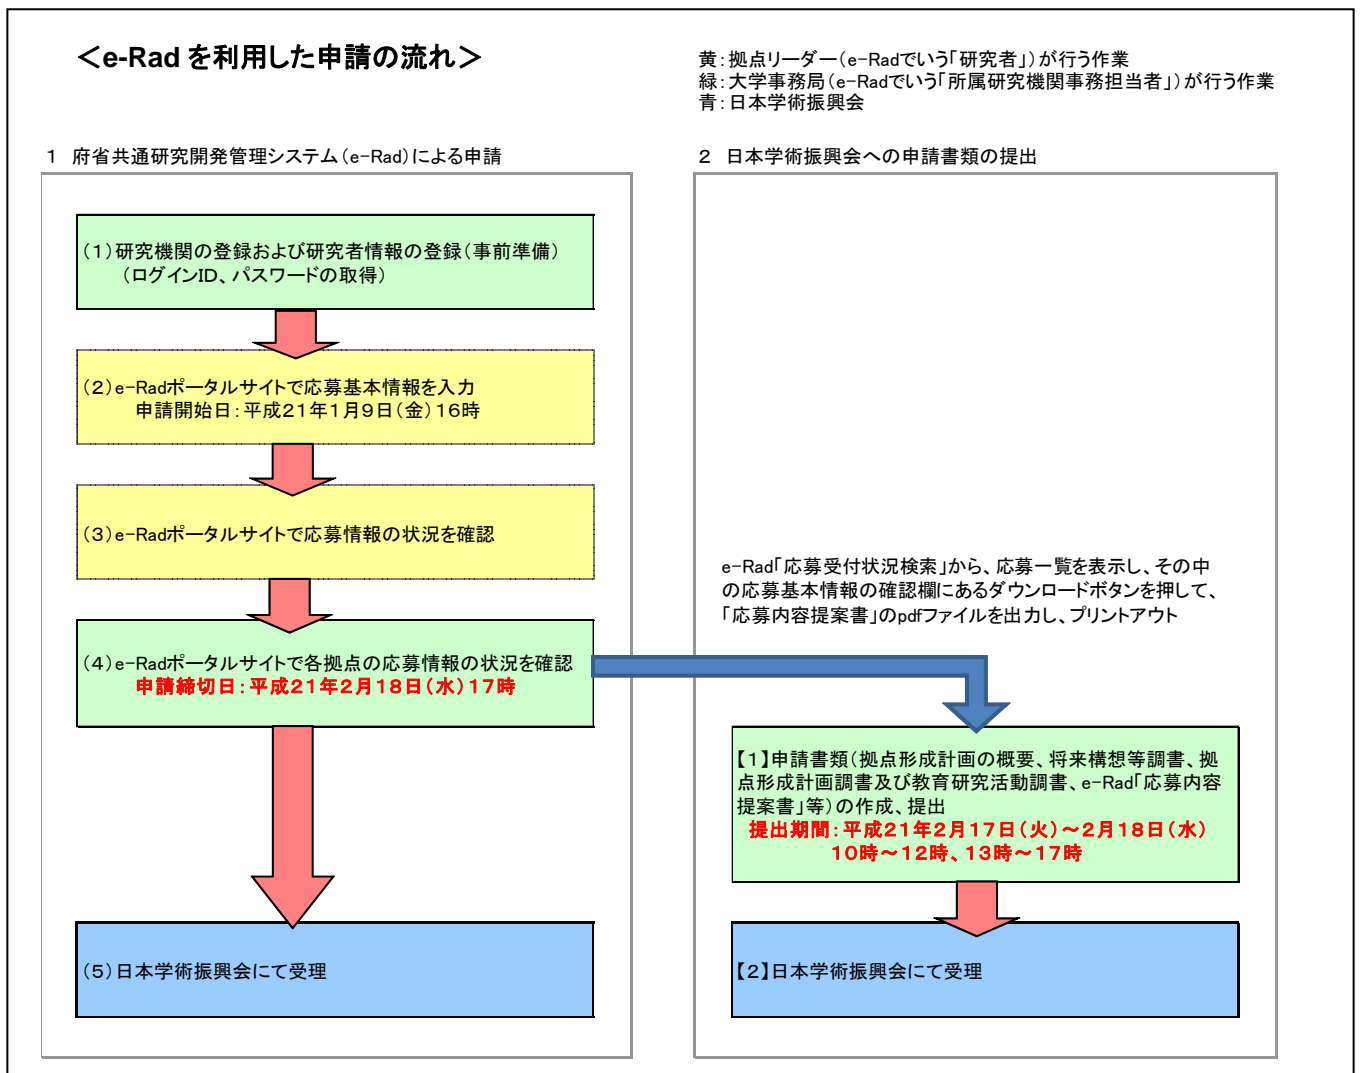 ＜e-Rad を利用した申請の流れ＞
黄：拠点リーダー（e-Radでいう「研究者」）が行う作業
緑：大学事務局（e-Radでいう「所属研究機関事務担当者」）が行う作業
青：日本学術振興会
１　府省共通研究開発管理システム（e-Rad）による申請
（１）研究機関の登録および研究者情報の登録（事前準備）
（ログインID、パスワードの取得）
（２）e-Radポータルサイトで応募基本情報を入力
申請開始日：平成２１年１月９日（金）１６時
（３）e-Radポータルサイトで応募情報の状況を確認
（４）e-Radポータルサイトで各拠点の応募情報の状況を確認
申請締切日：平成２１年２月１８日（水）１７時
（５）日本学術振興会にて受理
２　日本学術振興会への申請書類の提出
e-Rad「応募受付状況検索」から、応募一覧を表示し、その中
の応募基本情報の確認欄にあるダウンロードボタンを押して、
「応募内容提案書」のpdfファイルを出力し、プリントアウト
【１】申請書類（拠点形成計画の概要、将来構想等調書、拠
点形成計画調書及び教育研究活動調書、e-Rad「応募内容
提案書」等）の作成、提出
提出期間：平成２１年２月１７日（火）～２月１８日（水）
１０時～１２時、１３時～１７時
【２】日本学術振興会にて受理